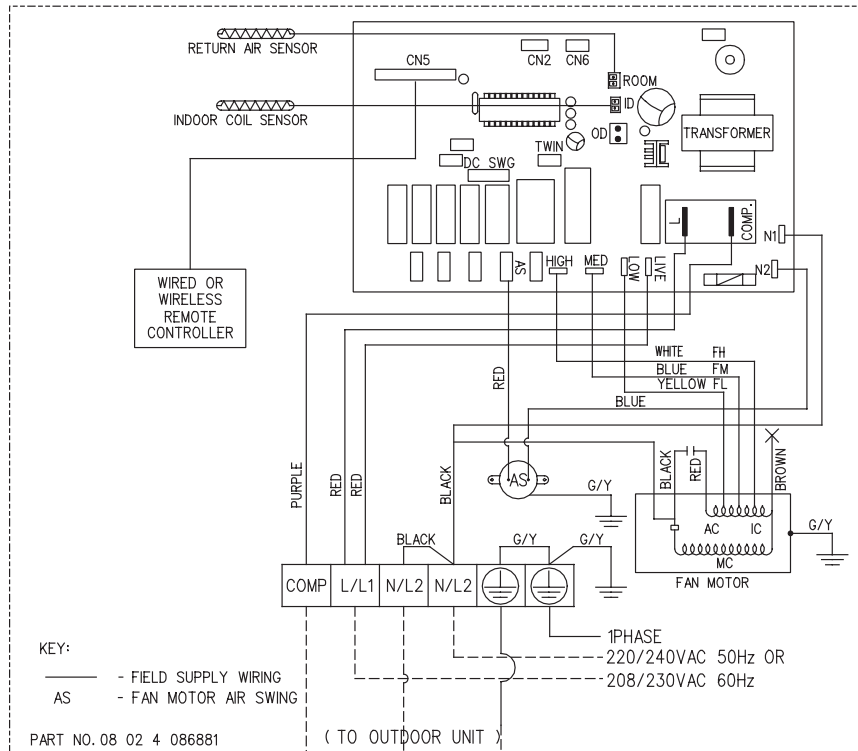 RETURN AIR SENSOR
CN5
CN2
CN6
ROOM
INDOOR COIL SENSOR
ID
OD
TWIN
TRANSFORMER
DC SWG
L
COMP.
N1
N2
AS
HIGH
MED
LOW
LIVE
WIRED OR
WIRELESS
REMOTE
CONTROLLER
WHITE FH
BLUE FM
YELLOW FL
BLUE
RED
PURPLE
RED
RED
BLACK
AS
G/Y
BLACK
RED
BROWN
AC
IC
MC
G/Y
FAN MOTOR
BLACK
G/Y
G/Y
COMP
L/L1
N/L2
N/L2
1PHASE
220/240VAC 50Hz OR
208/230VAC 60Hz
KEY:
- FIELD SUPPLY WIRING
AS - FAN MOTOR AIR SWING
PART NO. 08 02 4 086881
( TO OUTDOOR UNIT )